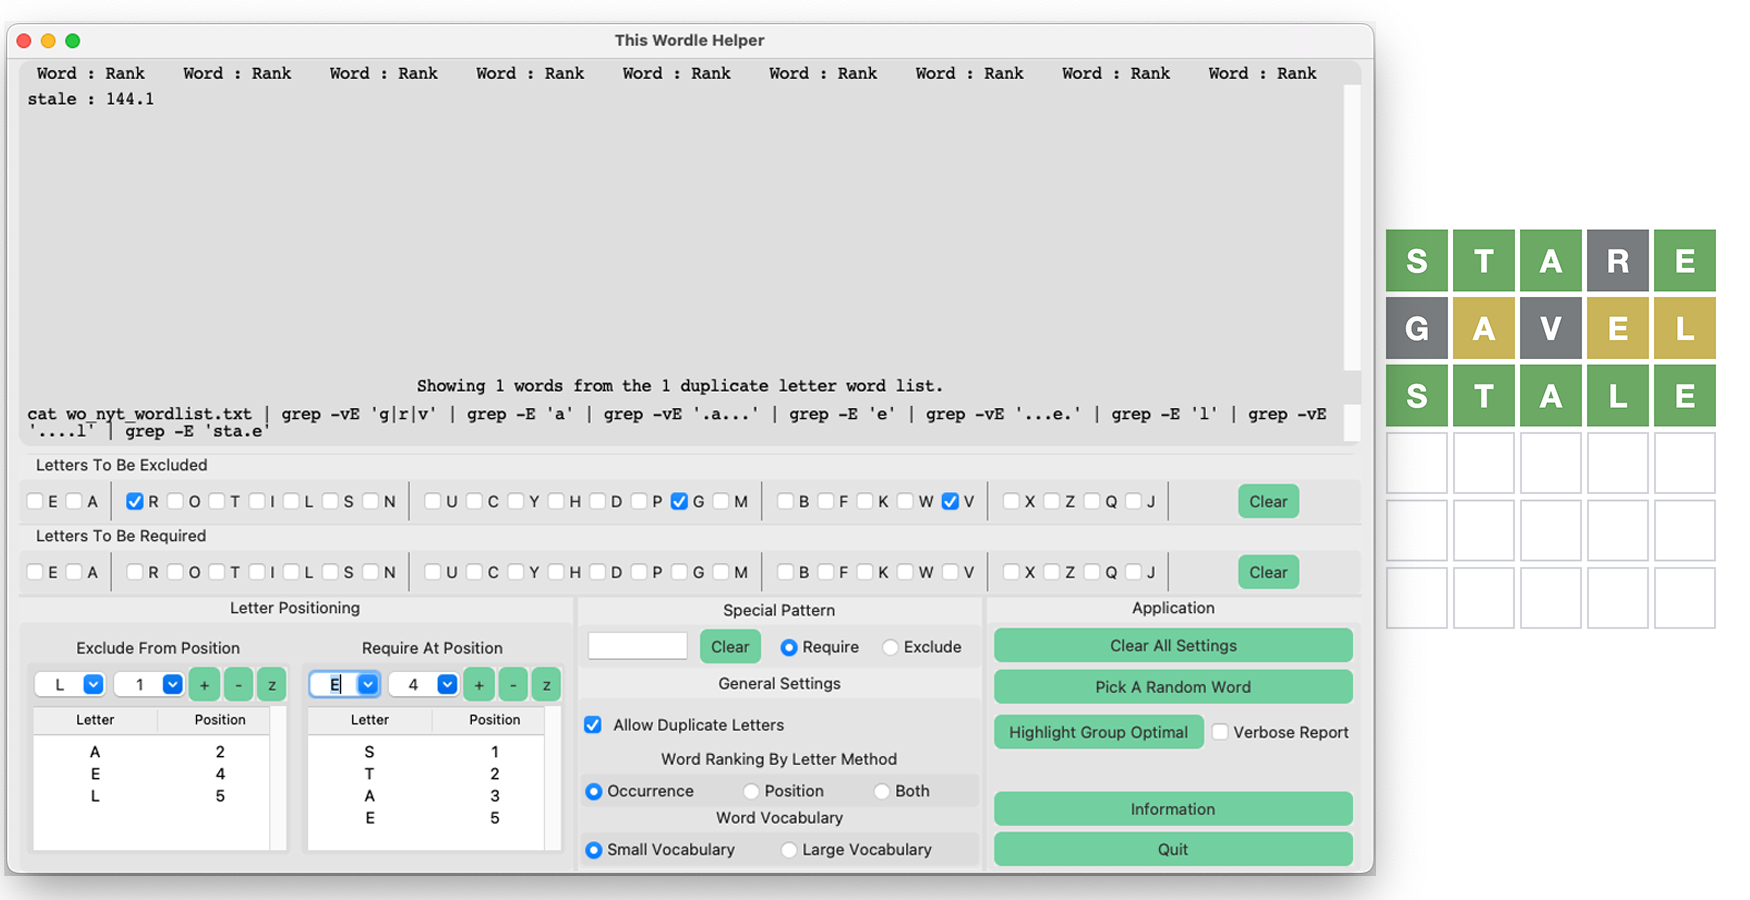 This Wordle Helper
Word : Rank Word : Rank Word : Rank Word : Rank Word : Rank Word : Rank Word : Rank Word : Rank Word : Rank
stale : 144.1
Showing 1 words from the 1 duplicate letter word list.
cat wo_nyt_wordlist.txt | grep -vE 'g|r|v' | grep -E 'a' | grep -vE '.a...' | grep -E 'e' | grep -vE '...e.' | grep -E 'l' | grep -vE
'....l' | grep -E 'sta.e'
Letters To Be Excluded
E A R O T I L S N U C Y H D P G M B F K W V X Z Q J Clear
Letters To Be Required
E A R O T I L S N U C Y H D P G M B F K W V X Z Q J Clear
Letter Positioning
Exclude From Position
L 1 + - z
Letter Position
A 2
E 4
L 5
Require At Position
E 4 + - z
Letter Position
S 1
T 2
A 3
E 5
Special Pattern
Clear Require Exclude
General Settings
Allow Duplicate Letters
Word Ranking By Letter Method
Occurrence Position Both
Word Vocabulary
Small Vocabulary Large Vocabulary
Application
Clear All Settings
Pick A Random Word
Highlight Group Optimal Verbose Report
Information
Quit
S T A R E
G A V E L
S T A L E